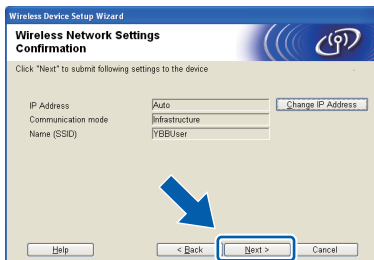 Wireless Device Setup Wizard
Wireless Network Settings
Confirmation
Click "Next" to submit following settings to the device
IP Address Auto Change IP Address
Communication mode Infrastructure
Name (SSID) YBBUser
Help < Back Next > Cancel